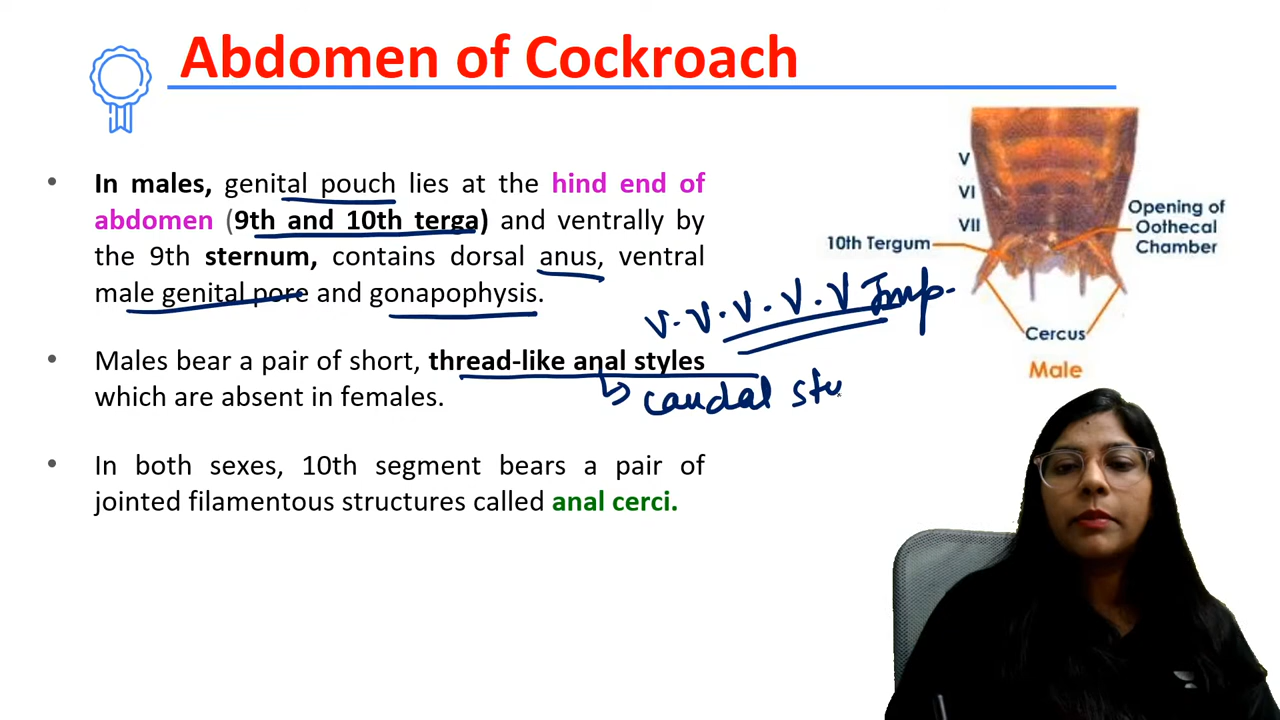 Abdomen of Cockroach
• In males, genital pouch lies at the hind end of
abdomen (9th and 10th terga) and ventrally by
the 9th sternum, contains dorsal anus, ventral
male genital pore and gonapophysis.
V. V. V. V. V Imp.
• Males bear a pair of short, thread-like anal styles
which are absent in females.
caudal sty
• In both sexes, 10th segment bears a pair of
jointed filamentous structures called anal cerci.
V
VI
VII
10th Tergum
Opening of
Oothecal
Chamber
Cercus
Male